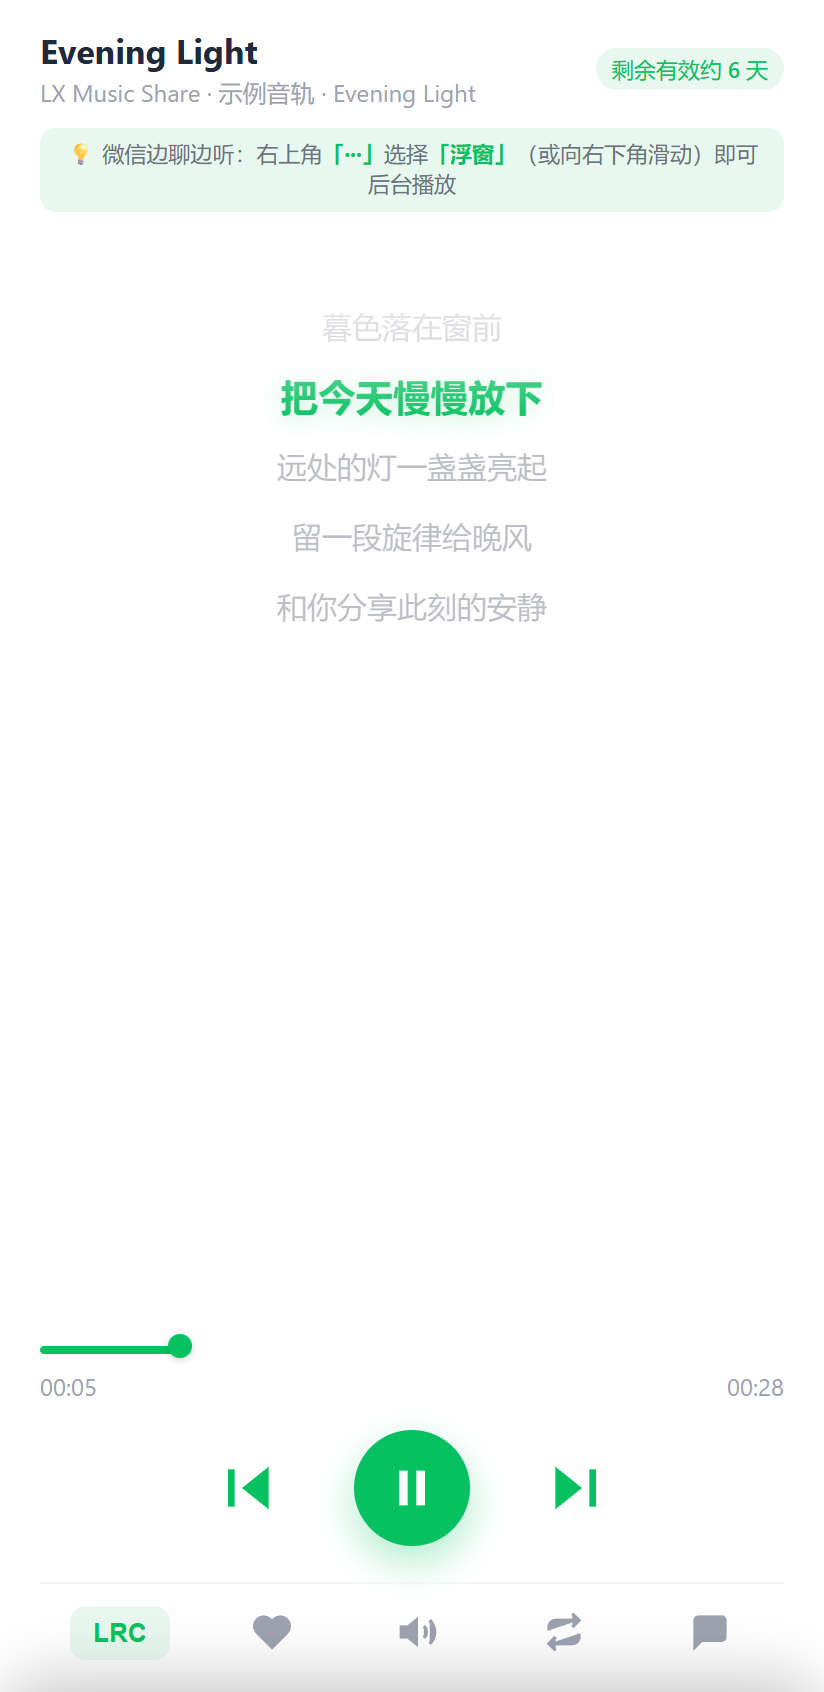 Evening Light
LX Music Share · 示例音轨 · Evening Light
剩余有效约 6 天
💡 微信边聊边听：右上角「···」选择「浮窗」（或向右下角滑动）即可
后台播放
暮色落在窗前
把今天慢慢放下
远处的灯一盏盏亮起
留一段旋律给晚风
和你分享此刻的安静
00:05
00:28
LRC